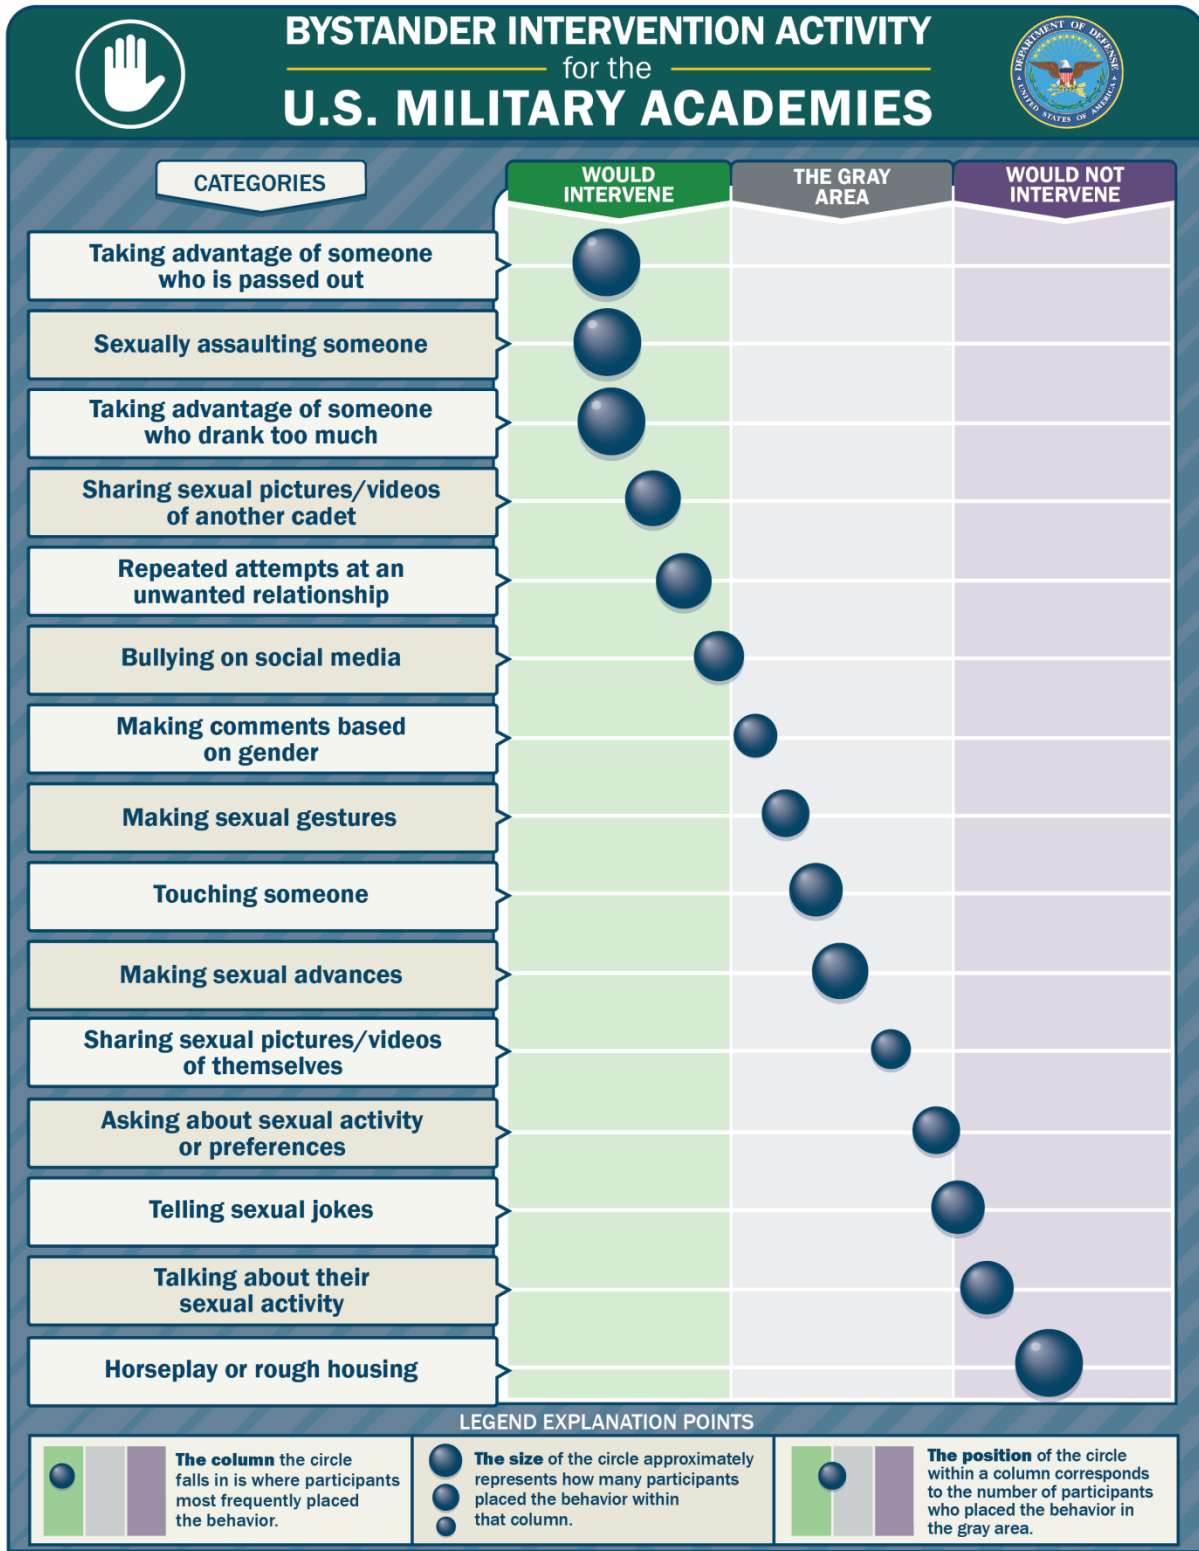 BYSTANDER INTERVENTION ACTIVITY
for the
U.S. MILITARY ACADEMIES
DEPARTMENT OF DEFENSE
UNITED STATES OF AMERICA
CATEGORIES
WOULD
INTERVENE
THE GRAY
AREA
WOULD NOT
INTERVENE
Taking advantage of someone
who is passed out
Sexually assaulting someone
Taking advantage of someone
who drank too much
Sharing sexual pictures/videos
of another cadet
Repeated attempts at an
unwanted relationship
Bullying on social media
Making comments based
on gender
Making sexual gestures
Touching someone
Making sexual advances
Sharing sexual pictures/videos
of themselves
Asking about sexual activity
or preferences
Telling sexual jokes
Talking about their
sexual activity
Horseplay or rough housing
LEGEND EXPLANATION POINTS
The column the circle
falls in is where participants
most frequently placed
the behavior.
The size of the circle approximately
represents how many participants
placed the behavior within
that column.
The position of the circle
within a column corresponds
to the number of participants
who placed the behavior in
the gray area.